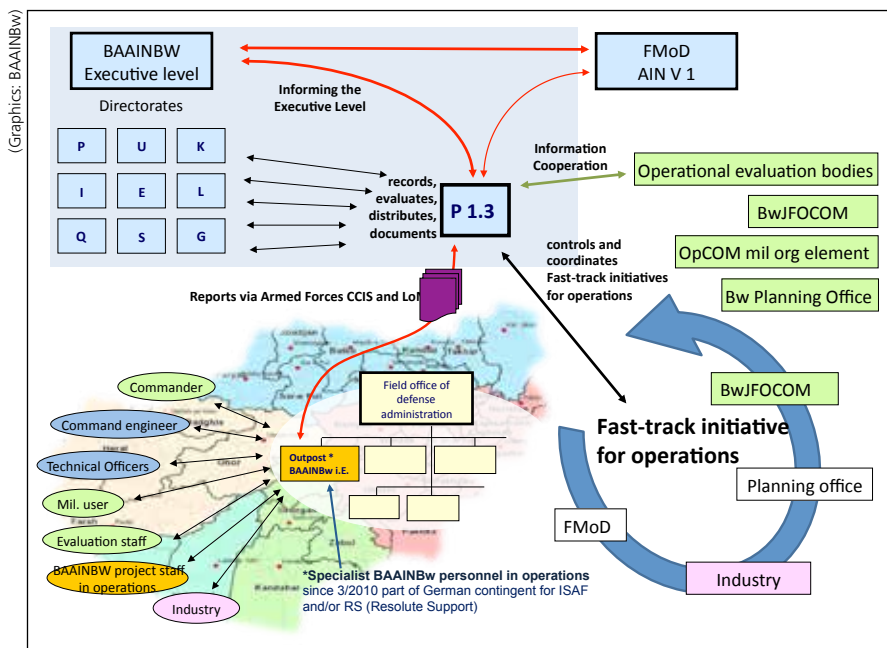 (Graphics: BAAINBw)
BAAINBW
Executive level
FMoD
AIN V 1
Informing the
Executive Level
Directorates
P
U
K
I
E
L
Q
S
G
records,
evaluates,
distributes,
documents
P 1.3
Information
Cooperation
Operational evaluation bodies
BwJFOCOM
OpCOM mil org element
Bw Planning Office
controls and
coordinates
Fast-track initiatives
for operations
Reports via Armed Forces CCIS and
Commander
Command engineer
Technical Officers
Mil. user
Evaluation staff
BAAINBW project staff
in operations
Industry
Field office of
defense
administration
Outpost *
BAAINBw i.E.
BwJFOCOM
Fast-track initiative
for operations
Planning office
FMoD
Industry
*Specialist BAAINBw personnel in operations
since 3/2010 part of German contingent for ISAF
and/or RS (Resolute Support)
Ghor
Kandahar